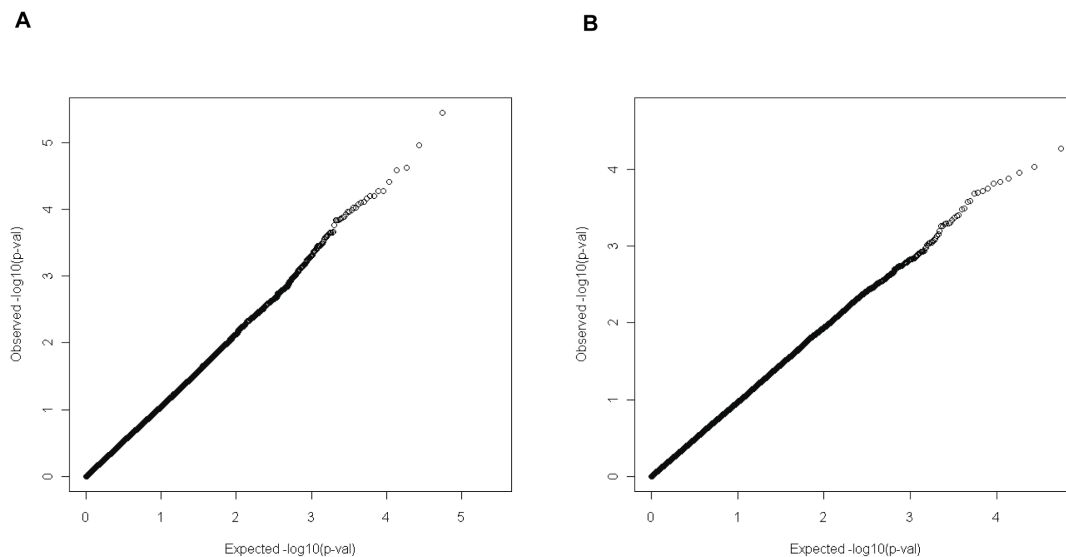 A
B
5
4
3
2
1
0
Observed -log10(p-val)
0 1 2 3 4 5
Expected -log10(p-val)
4
3
2
1
0
Observed -log10(p-val)
0 1 2 3 4
Expected -log10(p-val)